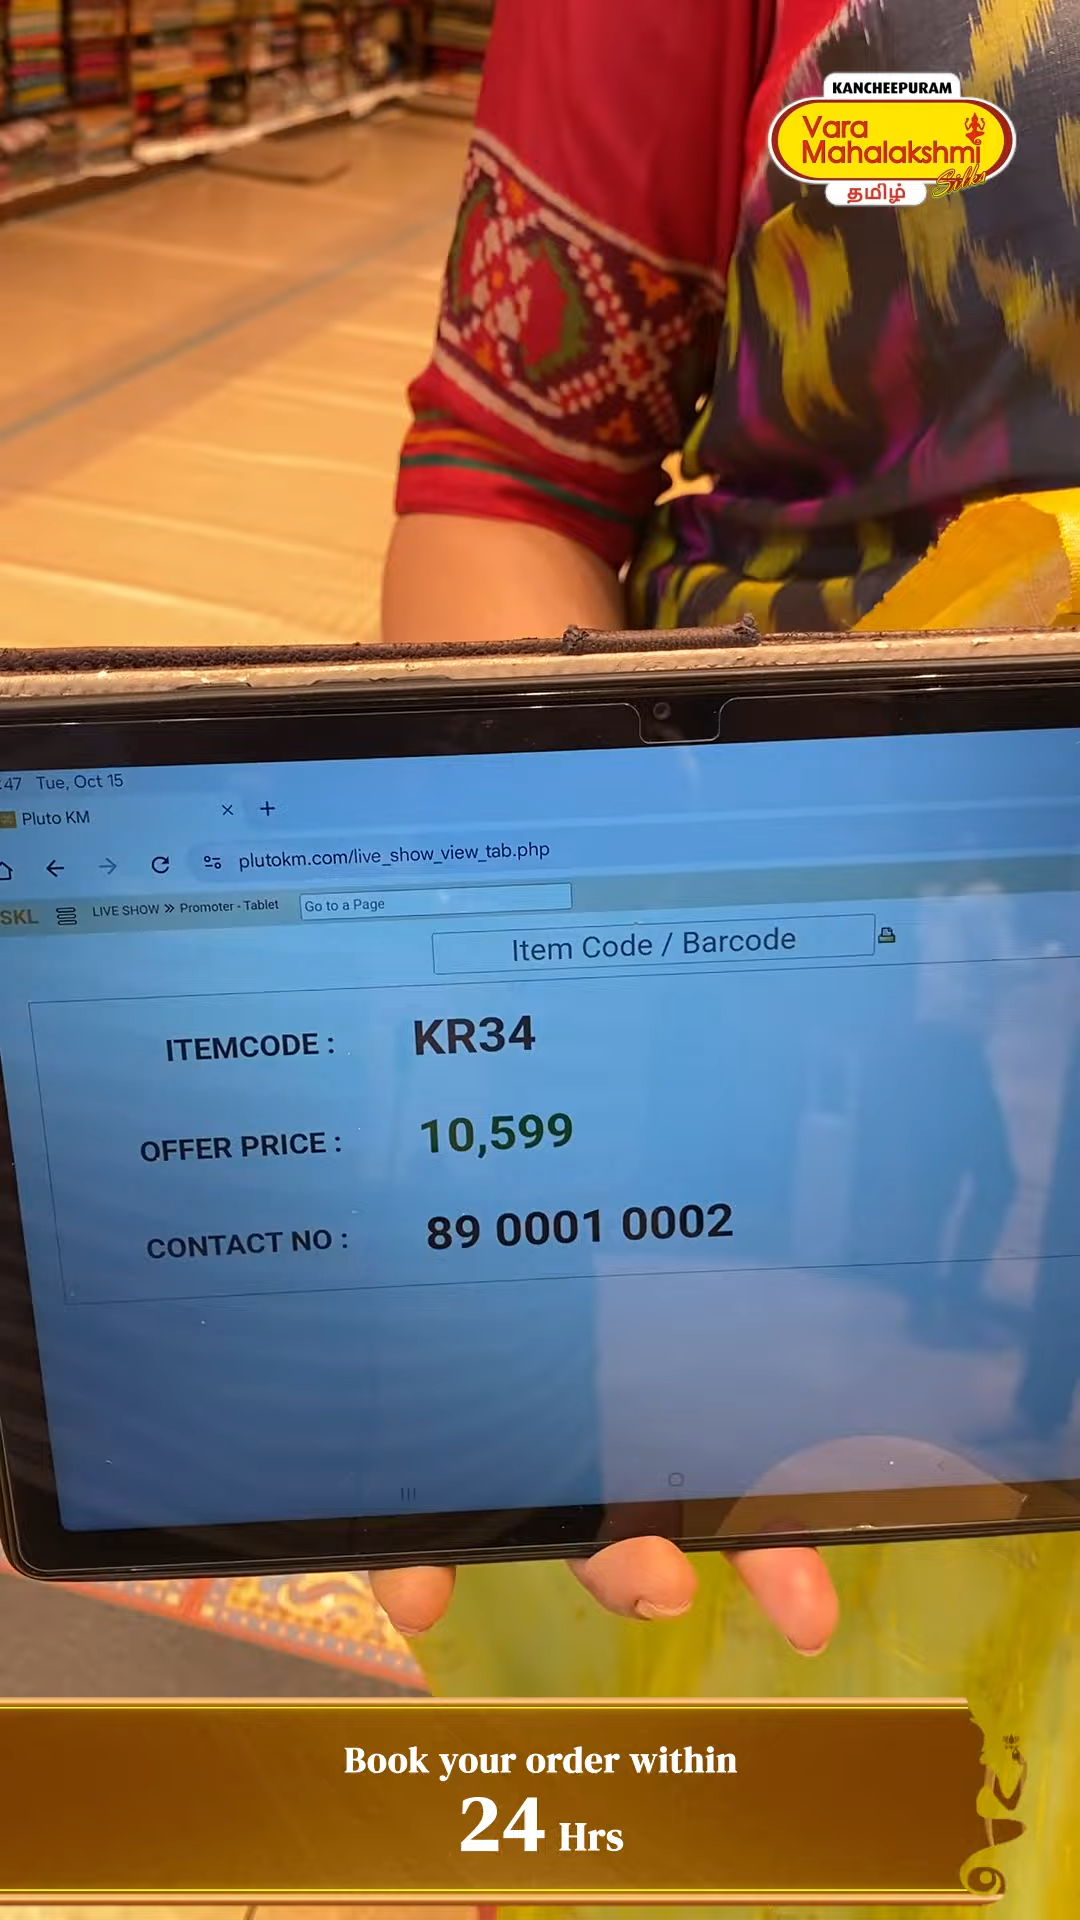 KANCHEEPURAM
Vara
Mahalakshmi
Silks
தமிழ்
:47 Tue, Oct 15
Pluto KM
plutokm.com/live_show_view_tab.php
SKL
LIVE SHOW >> Promoter - Tablet
Go to a Page
Item Code / Barcode
ITEMCODE : KR34
OFFER PRICE : 10,599
CONTACT NO : 89 0001 0002
Book your order within
24 Hrs